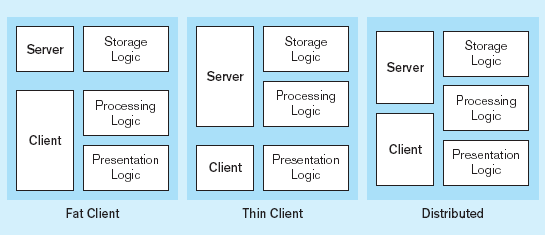 Server
Storage
Logic
Client
Processing
Logic
Presentation
Logic
Fat Client
Server
Storage
Logic
Processing
Logic
Client
Presentation
Logic
Thin Client
Server
Storage
Logic
Processing
Logic
Client
Presentation
Logic
Distributed